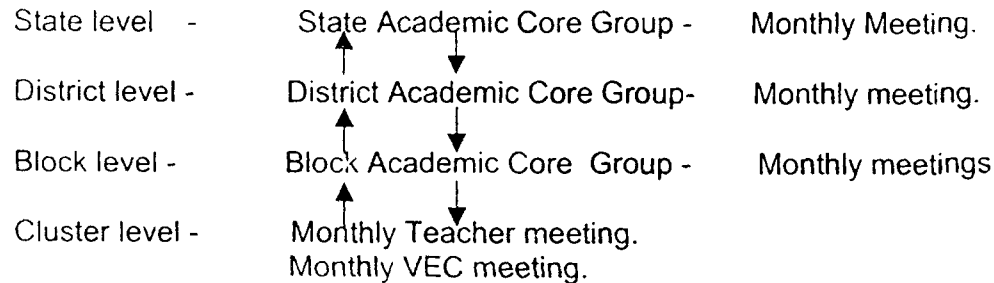 State level - State Academic Core Group - Monthly Meeting.
District level - District Academic Core Group- Monthly meeting.
Block level - Block Academic Core Group - Monthly meetings
Cluster level - Monthly Teacher meeting.
Monthly VEC meeting.